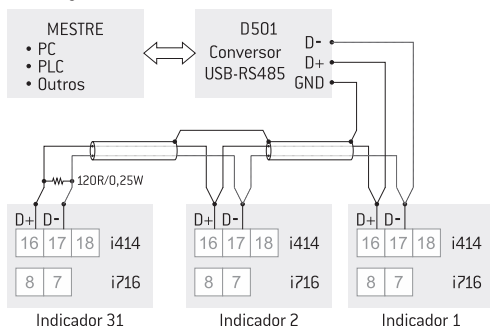 MESTRE
• PC
• PLC
• Outros
D501
Conversor
USB-RS485
D-
D+
GND
120R/0,25W
D+ D-
16 17 18 i414
8 7 i716
Indicador 31
D+ D-
16 17 18 i414
8 7 i716
Indicador 2
D+ D-
16 17 18 i414
8 7 i716
Indicador 1